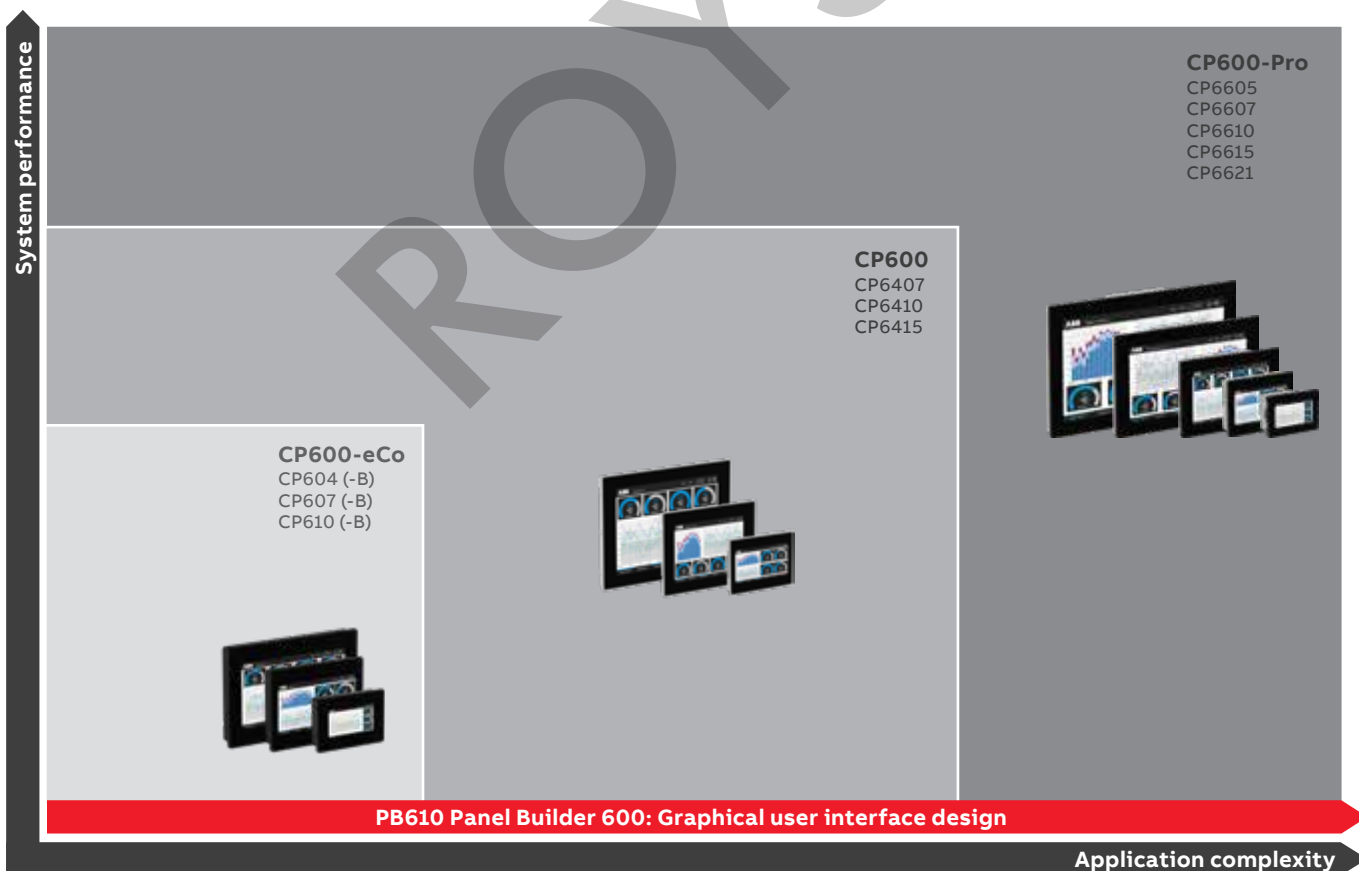 System performance
CP600-Pro
CP6605
CP6607
CP6610
CP6615
CP6621
CP600
CP6407
CP6410
CP6415
CP600-eCo
CP604 (-B)
CP607 (-B)
CP610 (-B)
PB610 Panel Builder 600: Graphical user interface design
Application complexity
ROYS